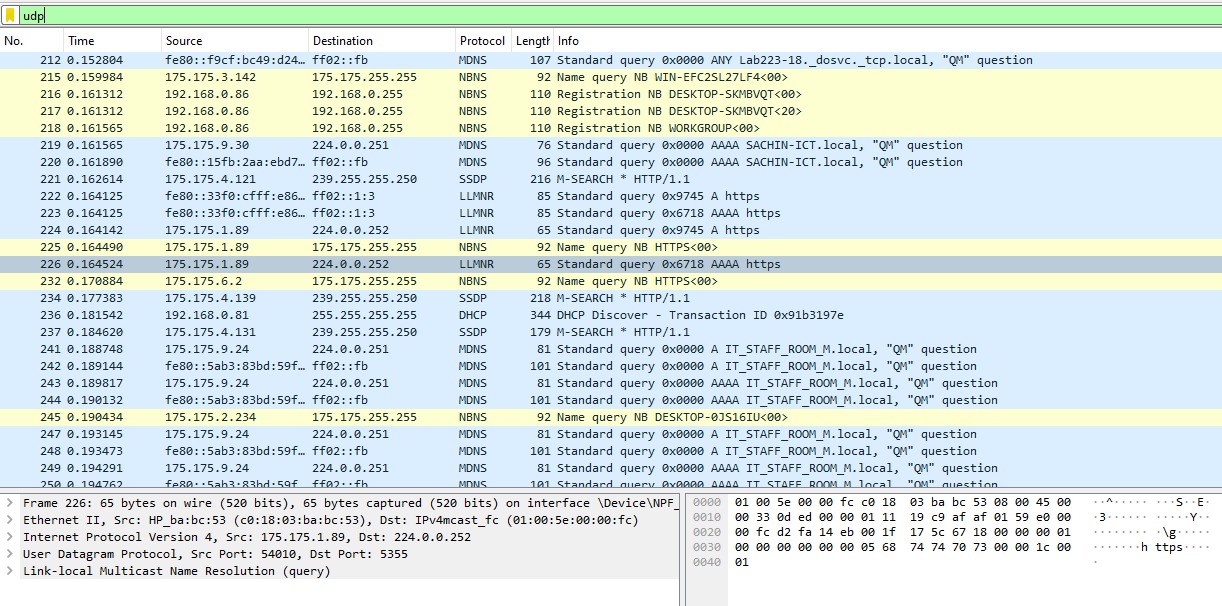 udp
No. Time Source Destination Protocol Length Info
212 0.152804 fe80::f9cf:bc49:d24… ff02::fb MDNS 107 Standard query 0x0000 ANY Lab223-18._dosvc._tcp.local, "QM" question
215 0.159984 175.175.3.142 175.175.255.255 NBNS 92 Name query NB WIN-EFC2SL27LF4<00>
216 0.161312 192.168.0.86 192.168.0.255 NBNS 110 Registration NB DESKTOP-SKMBVQT<00>
217 0.161312 192.168.0.86 192.168.0.255 NBNS 110 Registration NB DESKTOP-SKMBVQT<20>
218 0.161565 192.168.0.86 192.168.0.255 NBNS 110 Registration NB WORKGROUP<00>
219 0.161565 175.175.9.30 224.0.0.251 MDNS 76 Standard query 0x0000 AAAA SACHIN-ICT.local, "QM" question
220 0.161890 fe80::15fb:2aa:ebd7… ff02::fb MDNS 96 Standard query 0x0000 AAAA SACHIN-ICT.local, "QM" question
221 0.162614 175.175.4.121 239.255.255.250 SSDP 216 M-SEARCH * HTTP/1.1
222 0.164125 fe80::33f0:cfff:e86… ff02::1:3 LLMNR 85 Standard query 0x9745 A https
223 0.164125 fe80::33f0:cfff:e86… ff02::1:3 LLMNR 85 Standard query 0x6718 AAAA https
224 0.164142 175.175.1.89 224.0.0.252 LLMNR 65 Standard query 0x9745 A https
225 0.164490 175.175.1.89 175.175.255.255 NBNS 92 Name query NB HTTPS<00>
226 0.164524 175.175.1.89 224.0.0.252 LLMNR 65 Standard query 0x6718 AAAA https
232 0.170884 175.175.6.2 175.175.255.255 NBNS 92 Name query NB HTTPS<00>
234 0.177383 175.175.4.139 239.255.255.250 SSDP 218 M-SEARCH * HTTP/1.1
236 0.181542 192.168.0.81 255.255.255.255 DHCP 344 DHCP Discover - Transaction ID 0x91b3197e
237 0.184620 175.175.4.131 239.255.255.250 SSDP 179 M-SEARCH * HTTP/1.1
241 0.188748 175.175.9.24 224.0.0.251 MDNS 81 Standard query 0x0000 A IT_STAFF_ROOM_M.local, "QM" question
242 0.189144 fe80::5ab3:83bd:59f… ff02::fb MDNS 101 Standard query 0x0000 A IT_STAFF_ROOM_M.local, "QM" question
243 0.189817 175.175.9.24 224.0.0.251 MDNS 81 Standard query 0x0000 AAAA IT_STAFF_ROOM_M.local, "QM" question
244 0.190132 fe80::5ab3:83bd:59f… ff02::fb MDNS 101 Standard query 0x0000 AAAA IT_STAFF_ROOM_M.local, "QM" question
245 0.190434 175.175.2.234 175.175.255.255 NBNS 92 Name query NB DESKTOP-0JS16IU<00>
247 0.193145 175.175.9.24 224.0.0.251 MDNS 81 Standard query 0x0000 A IT_STAFF_ROOM_M.local, "QM" question
248 0.193473 fe80::5ab3:83bd:59f… ff02::fb MDNS 101 Standard query 0x0000 A IT_STAFF_ROOM_M.local, "QM" question
249 0.194291 175.175.9.24 224.0.0.251 MDNS 81 Standard query 0x0000 AAAA IT_STAFF_ROOM_M.local, "QM" question
250 0.194762 fe80::5ab3:83bd:59f… ff02::fb MDNS 101 Standard query 0x0000 AAAA IT_STAFF_ROOM_M.local, "QM" question
Frame 226: 65 bytes on wire (520 bits), 65 bytes captured (520 bits) on interface \Device\NPF_
Ethernet II, Src: HP_ba:bc:53 (c0:18:03:ba:bc:53), Dst: IPv4mcast_fc (01:00:5e:00:00:fc)
Internet Protocol Version 4, Src: 175.175.1.89, Dst: 224.0.0.252
User Datagram Protocol, Src Port: 54010, Dst Port: 5355
Link-local Multicast Name Resolution (query)
0000 01 00 5e 00 00 fc c0 18 03 ba bc 53 08 00 45 00 ··^····· ···S··E·
0010 00 33 0d ed 00 00 01 11 19 c9 af af 01 59 e0 00 ·3······ ·····Y··
0020 00 fc d2 fa 14 eb 00 1f 17 5c 67 18 00 00 00 01 ········ ·\g·····
0030 00 00 00 00 00 00 05 68 74 74 70 73 00 00 1c 00 ·······h ttps····
0040 01 ·